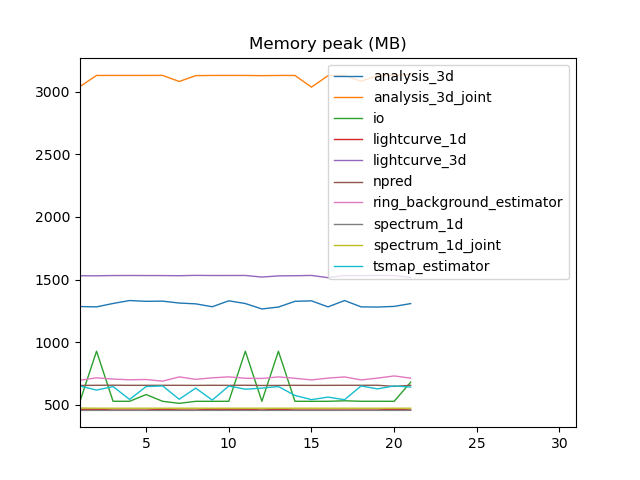 Memory peak (MB)
3000
2500
2000
1500
1000
500
5
10
15
20
25
30
analysis_3d
analysis_3d_joint
io
lightcurve_1d
lightcurve_3d
npred
ring_background_estimator
spectrum_1d
spectrum_1d_joint
tsmap_estimator